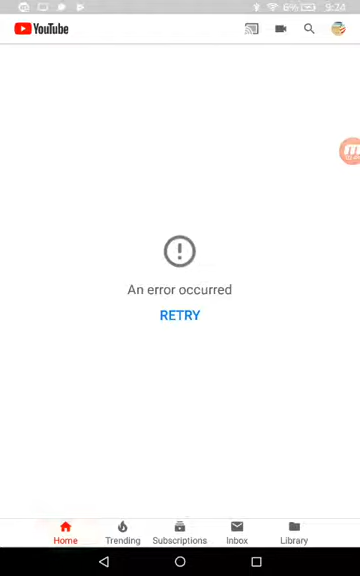 YouTube
An error occurred
RETRY
Home Trending Subscriptions Inbox Library